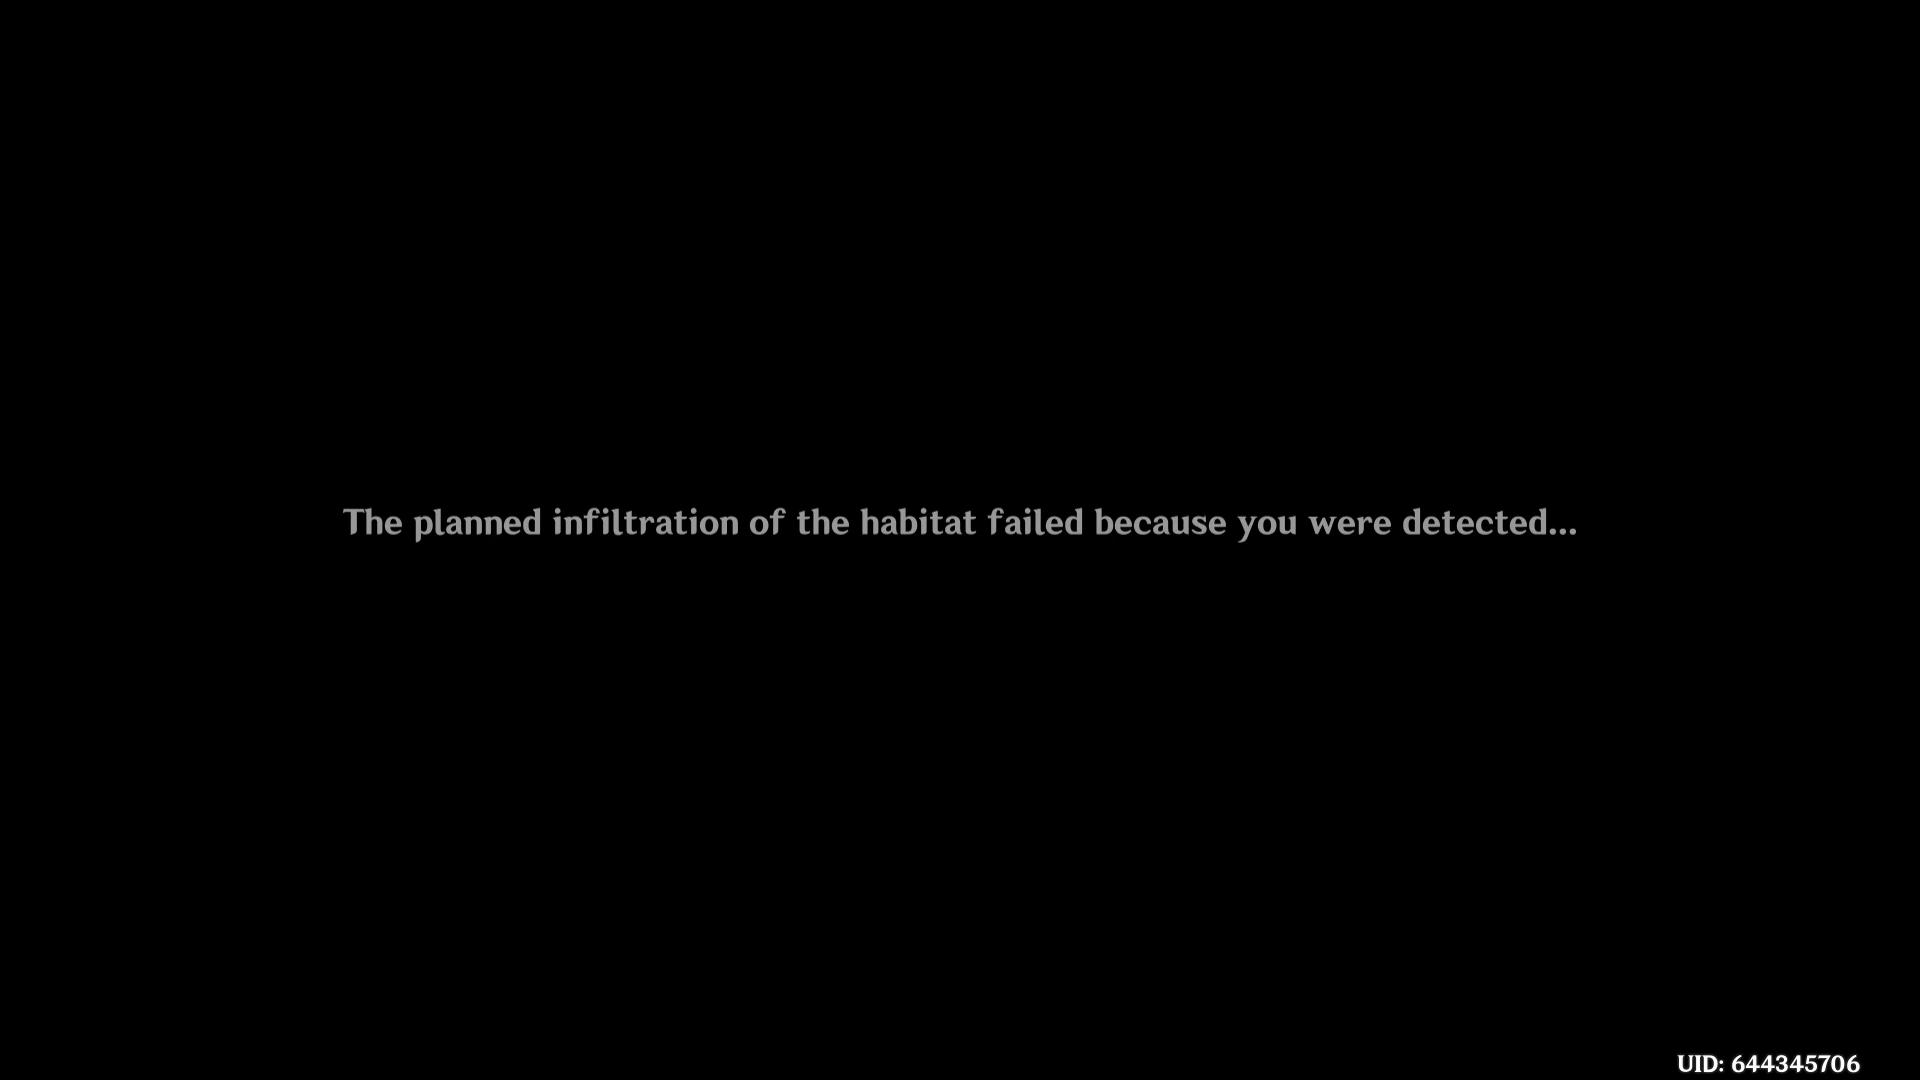 The planned infiltration of the habitat failed because you were detected...
UID: 644345706